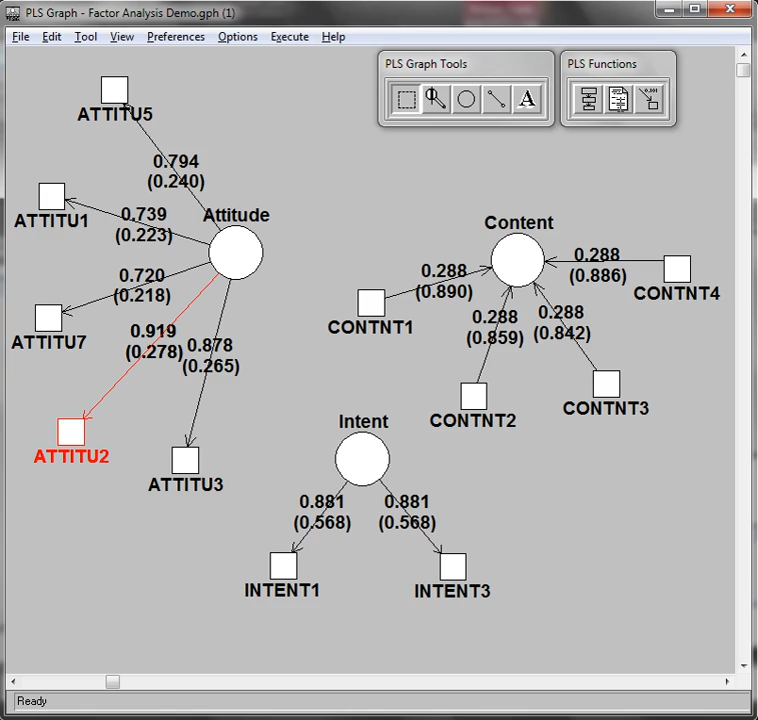 PLS Graph - Factor Analysis Demo.gph (1)
File Edit Tool View Preferences Options Execute Help
PLS Graph Tools
A
PLS Functions
0.001
ATTITU5
0.794
(0.240)
ATTITU1
0.739
(0.223)
Attitude
0.720
(0.218)
ATTITU7
0.919
(0.278)
0.878
(0.265)
ATTITU2
ATTITU3
Content
0.288
(0.890)
CONTNT1
0.288
(0.886)
CONTNT4
0.288
(0.859)
0.288
(0.842)
CONTNT2
CONTNT3
Intent
0.881
(0.568)
0.881
(0.568)
INTENT1
INTENT3
Ready